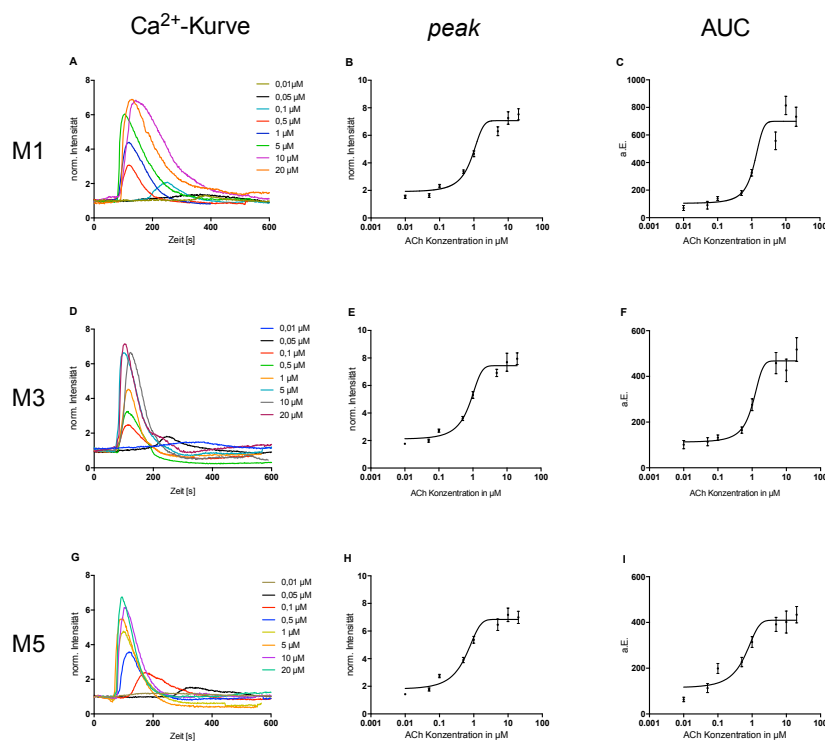 Ca²⁺-Kurve
peak
AUC
M1
A
norm. Intensität
8
6
4
2
0
0
200
400
600
Zeit [s]
0,01µM
0,05 µM
0,1 µM
0,5 µM
1 µM
5 µM
10 µM
20 µM
B
norm. Intensität
10
8
6
4
2
0
0.001
0.01
0.1
1
10
100
ACh Konzentration in µM
C
a.E.
1000
800
600
400
200
0
0.001
0.01
0.1
1
10
100
ACh Konzentration in µM
M3
D
norm. Intensität
8
6
4
2
0
0
200
400
600
Zeit [s]
0,01 µM
0,05 µM
0,1 µM
0,5 µM
1 µM
5 µM
10 µM
20 µM
E
norm. Intensität
10
8
6
4
2
0
0.001
0.01
0.1
1
10
100
ACh Konzentration in µM
F
a.E.
600
400
200
0
0.001
0.01
0.1
1
10
100
ACh Konzentration in µM
M5
G
norm. Intensität
8
6
4
2
0
0
200
400
600
Zeit [s]
0,01 µM
0,05 µM
0,1 µM
0,5 µM
1 µM
5 µM
10 µM
20 µM
H
norm. Intensität
10
8
6
4
2
0
0.001
0.01
0.1
1
10
100
ACh Konzentration in µM
I
a.E.
600
400
200
0
0.001
0.01
0.1
1
10
100
ACh Konzentration in µM